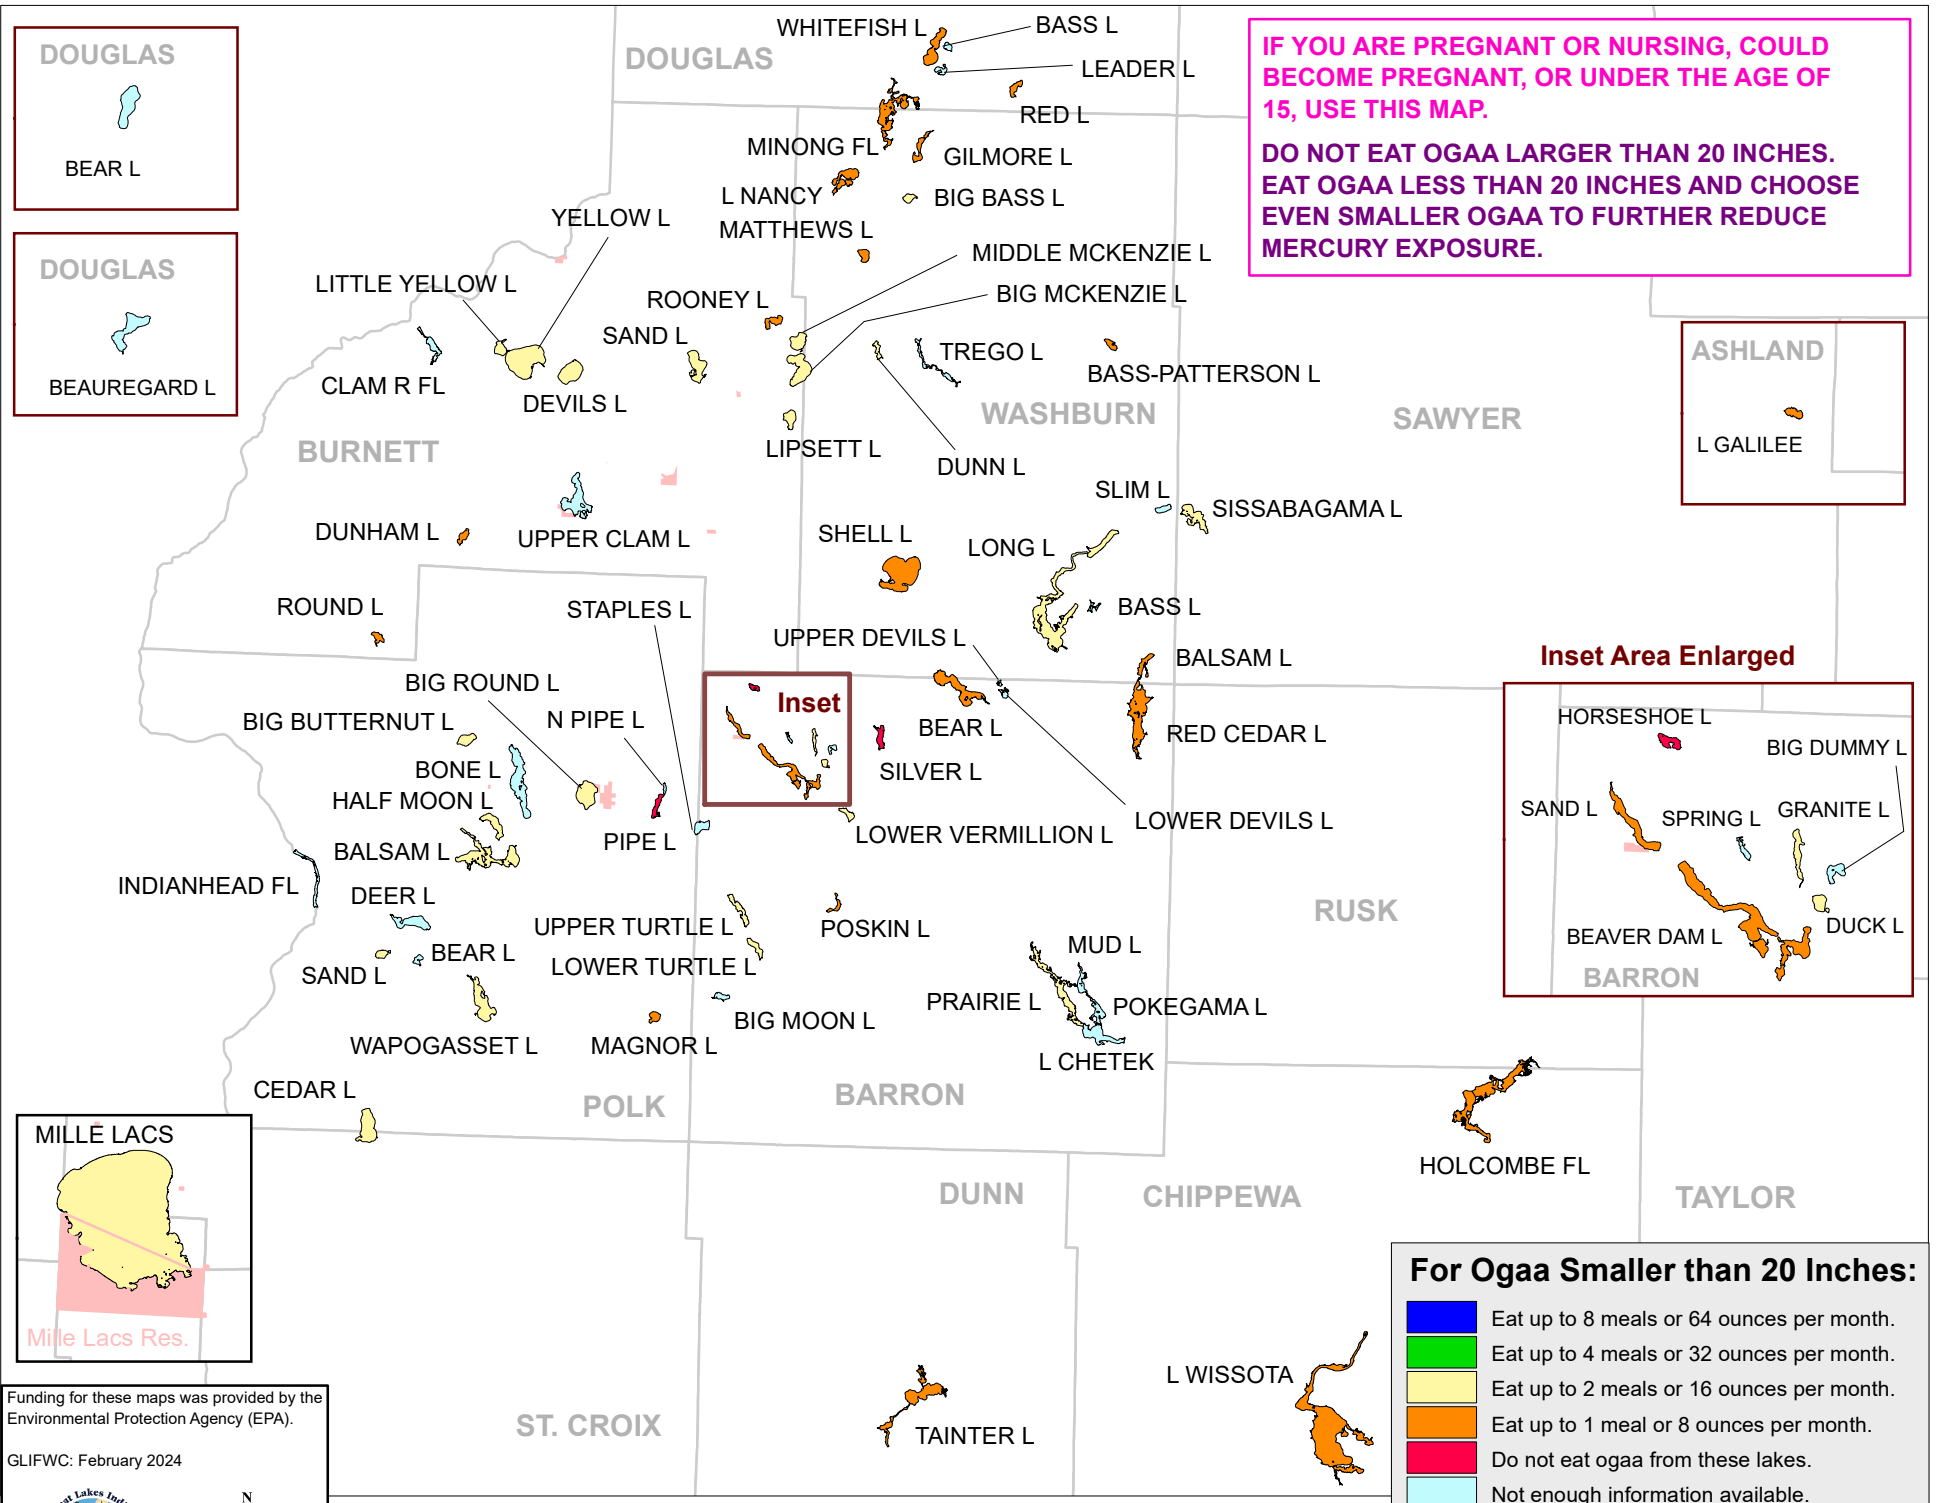 DOUGLAS
BEAR L
DOUGLAS
BEAUREGARD L
DOUGLAS
WHITEFISH L
BASS L
LEADER L
RED L
MINONG FL
GILMORE L
L NANCY
BIG BASS L
MATTHEWS L
IF YOU ARE PREGNANT OR NURSING, COULD
BECOME PREGNANT, OR UNDER THE AGE OF
15, USE THIS MAP.
DO NOT EAT OGAA LARGER THAN 20 INCHES.
EAT OGAA LESS THAN 20 INCHES AND CHOOSE
EVEN SMALLER OGAA TO FURTHER REDUCE
MERCURY EXPOSURE.
YELLOW L
MIDDLE MCKENZIE L
LITTLE YELLOW L
BIG MCKENZIE L
ROONEY L
SAND L
TREGO L
CLAM R FL
DEVILS L
BASS-PATTERSON L
WASHBURN
SAWYER
ASHLAND
L GALILEE
BURNETT
LIPSETT L
DUNN L
SLIM L
SISSABAGAMA L
DUNHAM L
UPPER CLAM L
SHELL L
LONG L
ROUND L
STAPLES L
BASS L
UPPER DEVILS L
BALSAM L
BIG ROUND L
Inset
BIG BUTTERNUT L
N PIPE L
BEAR L
RED CEDAR L
BONE L
SILVER L
HALF MOON L
LOWER DEVILS L
LOWER VERMILLION L
PIPE L
BALSAM L
INDIANHEAD FL
DEER L
UPPER TURTLE L
POSKIN L
RUSK
BEAR L
LOWER TURTLE L
MUD L
SAND L
PRAIRIE L
POKEGAMA L
BIG MOON L
WAPOGASSET L
MAGNOR L
L CHETEK
CEDAR L
POLK
BARRON
Inset Area Enlarged
HORSESHOE L
BIG DUMMY L
SAND L
SPRING L
GRANITE L
BEAVER DAM L
DUCK L
BARRON
MILLE LACS
Mille Lacs Res.
HOLCOMBE FL
DUNN
CHIPPEWA
TAYLOR
L WISSOTA
ST. CROIX
TAINTER L
For Ogaa Smaller than 20 Inches:
Eat up to 8 meals or 64 ounces per month.
Eat up to 4 meals or 32 ounces per month.
Eat up to 2 meals or 16 ounces per month.
Eat up to 1 meal or 8 ounces per month.
Do not eat ogaa from these lakes.
Not enough information available.
Funding for these maps was provided by the
Environmental Protection Agency (EPA).
GLIFWC: February 2024
Lakes
N